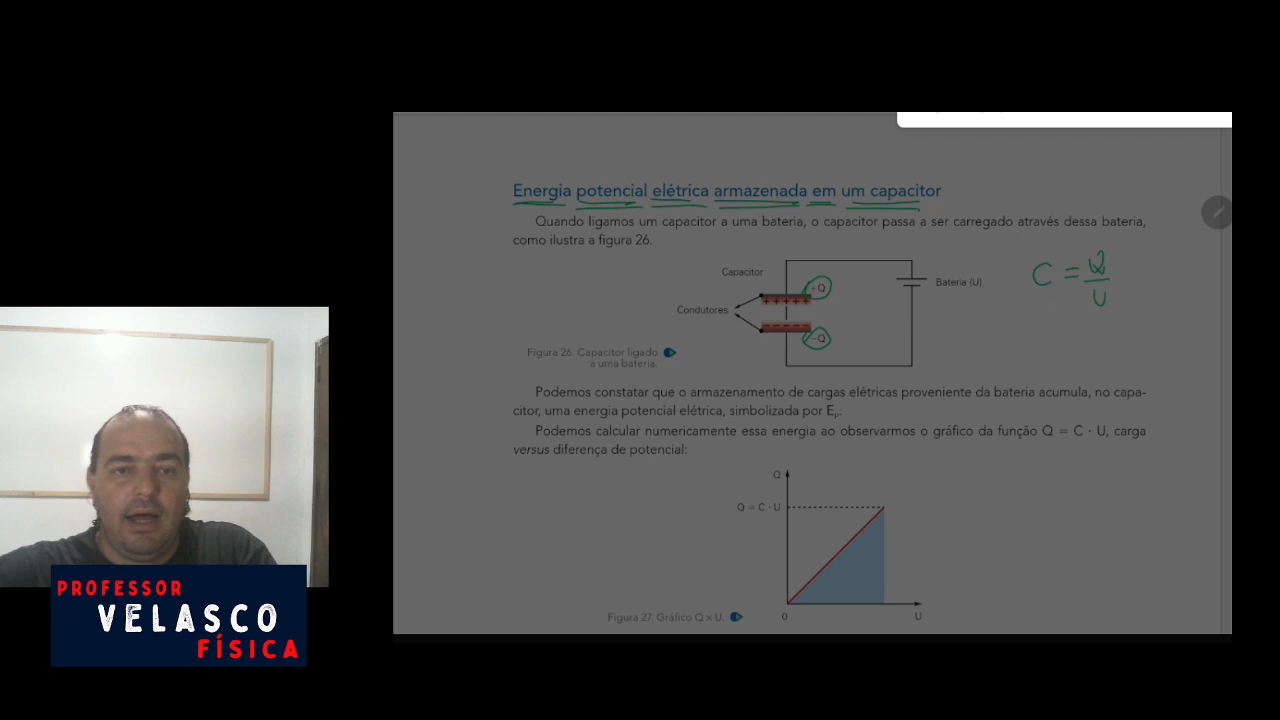 Energia potencial elétrica armazenada em um capacitor
Quando ligamos um capacitor a uma bateria, o capacitor passa a ser carregado através dessa bateria,
como ilustra a figura 26.
Capacitor
+Q
Bateria (U)
C = Q/U
Condutores
+ + + + +
− − − − −
−Q
Figura 26. Capacitor ligado
a uma bateria.
Podemos constatar que o armazenamento de cargas elétricas proveniente da bateria acumula, no capa-
citor, uma energia potencial elétrica, simbolizada por Eₚ.
Podemos calcular numericamente essa energia ao observarmos o gráfico da função Q = C · U, carga
versus diferença de potencial:
Q
Q = C · U
0
U
Figura 27. Gráfico Q x U.
PROFESSOR
VELASCO
FÍSICA